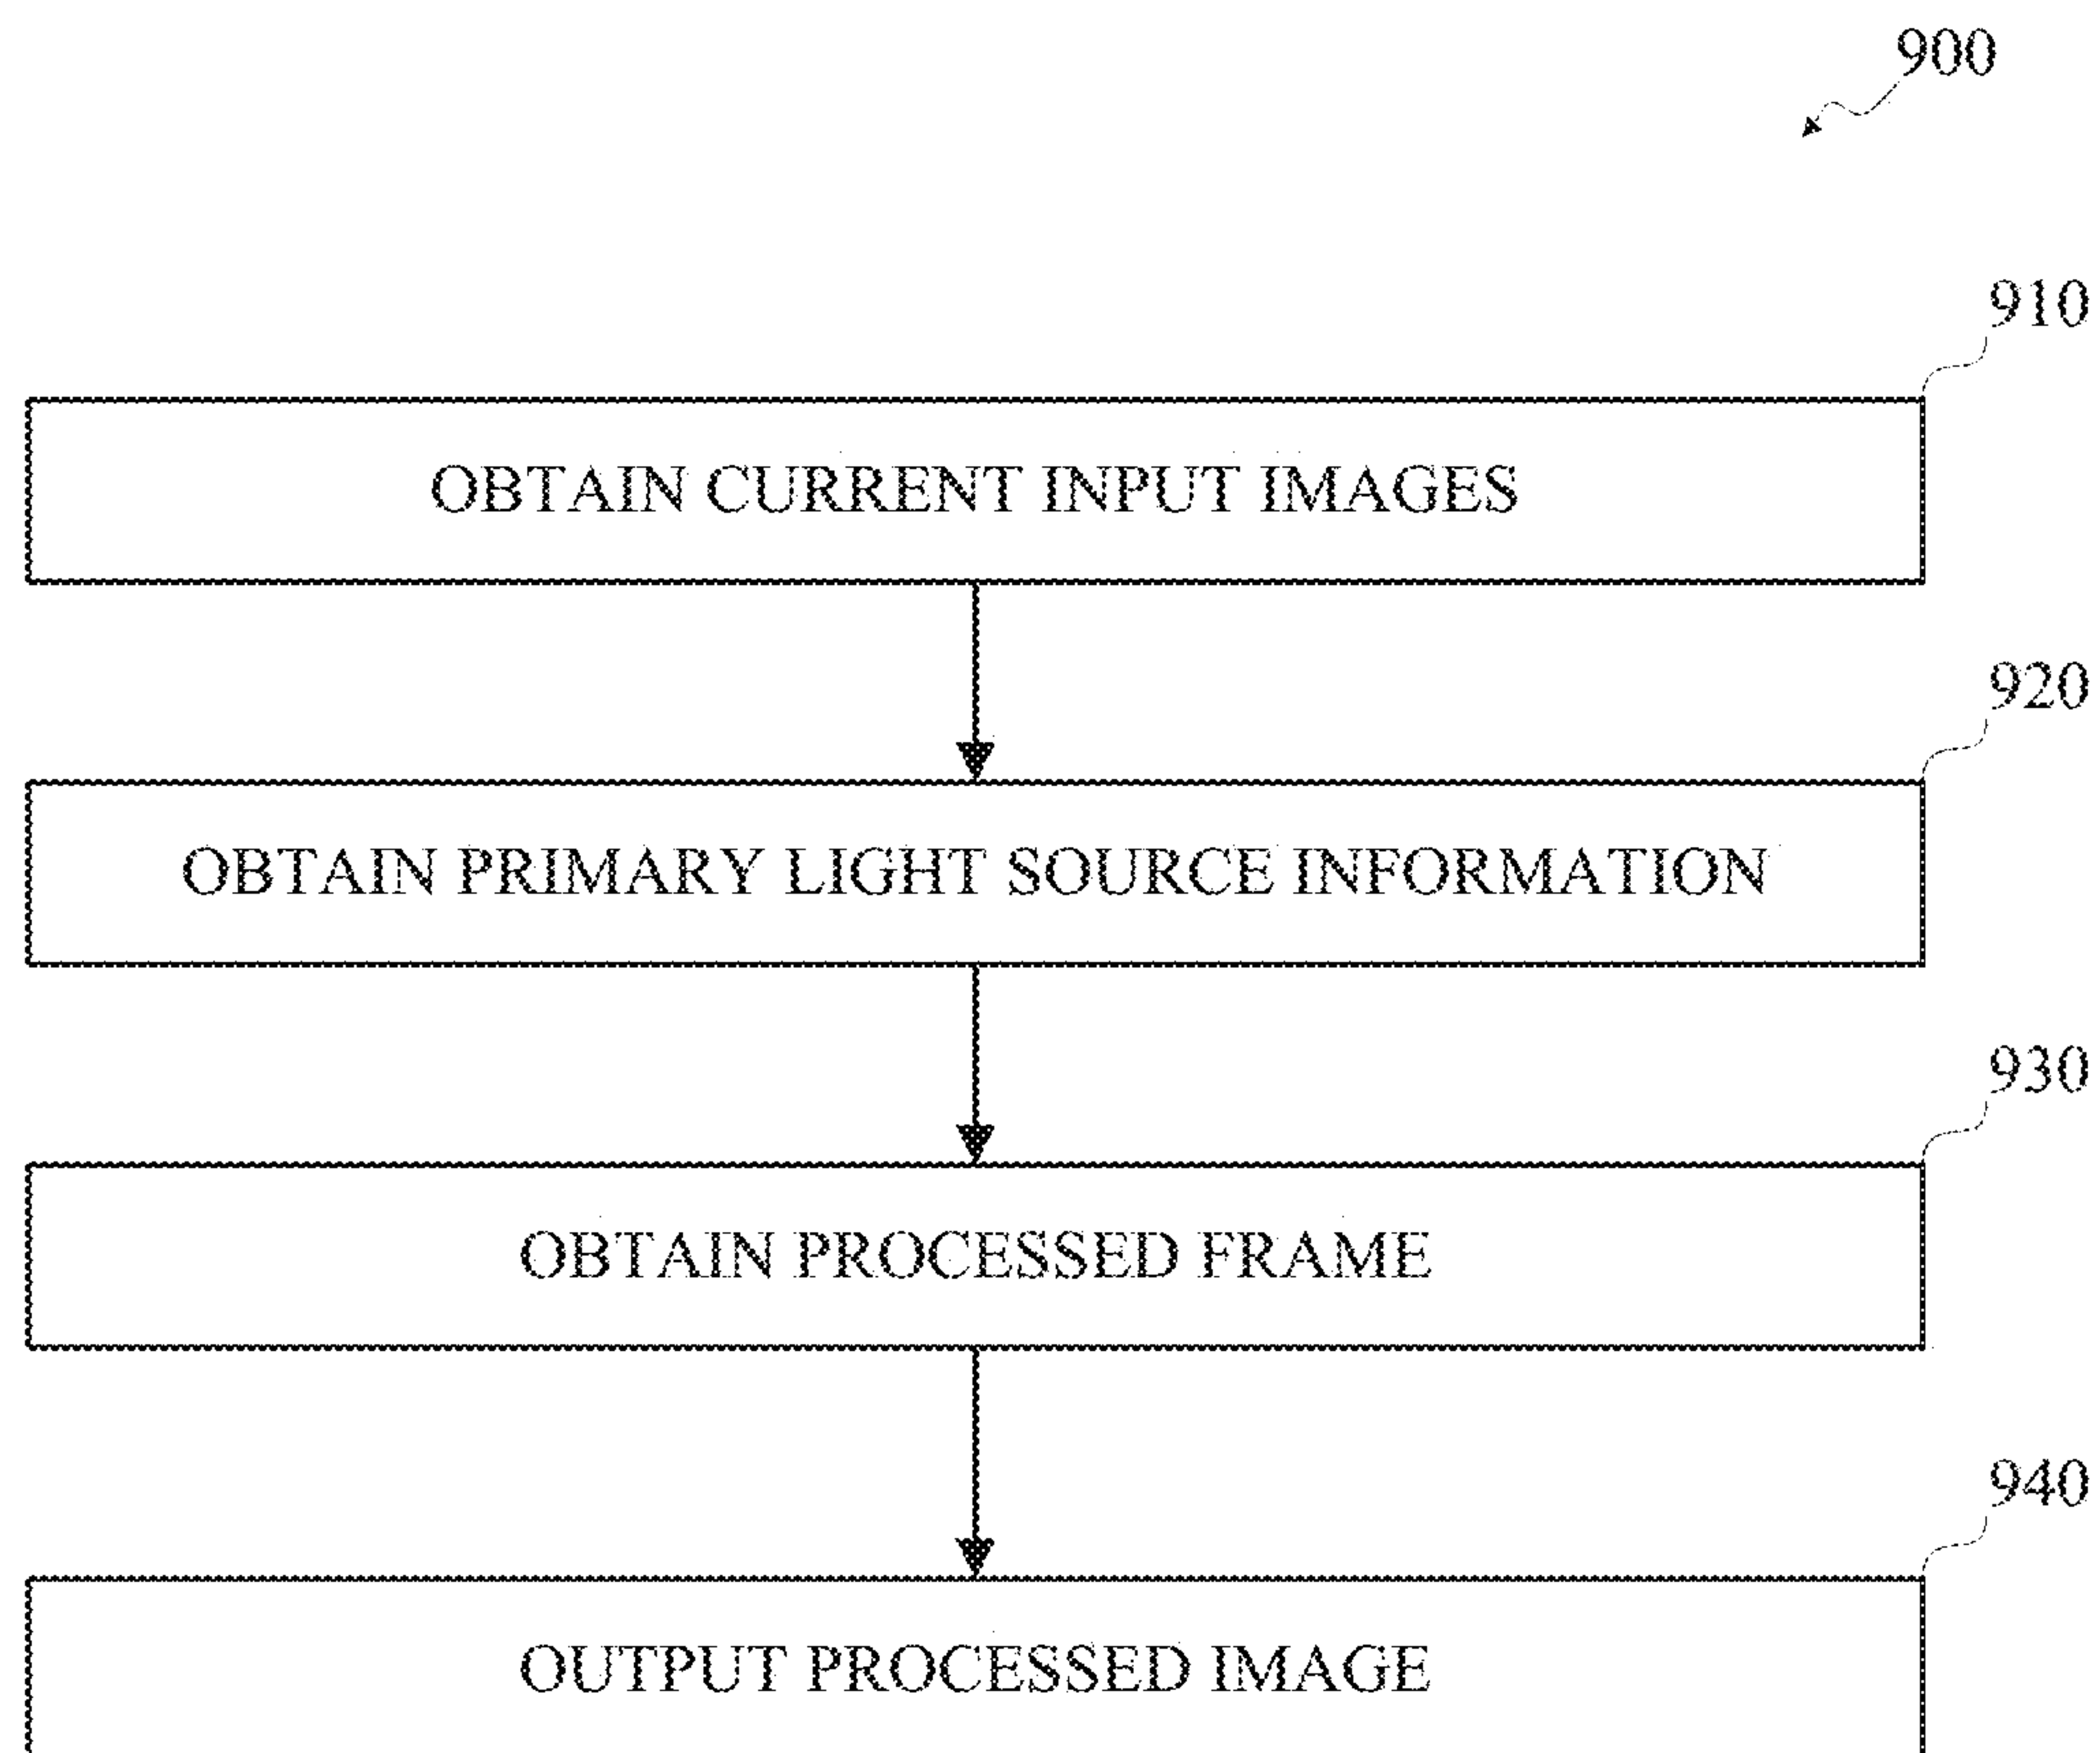 900
910
OBTAIN CURRENT INPUT IMAGES
920
OBTAIN PRIMARY LIGHT SOURCE INFORMATION
930
OBTAIN PROCESSED FRAME
940
OUTPUT PROCESSED IMAGE